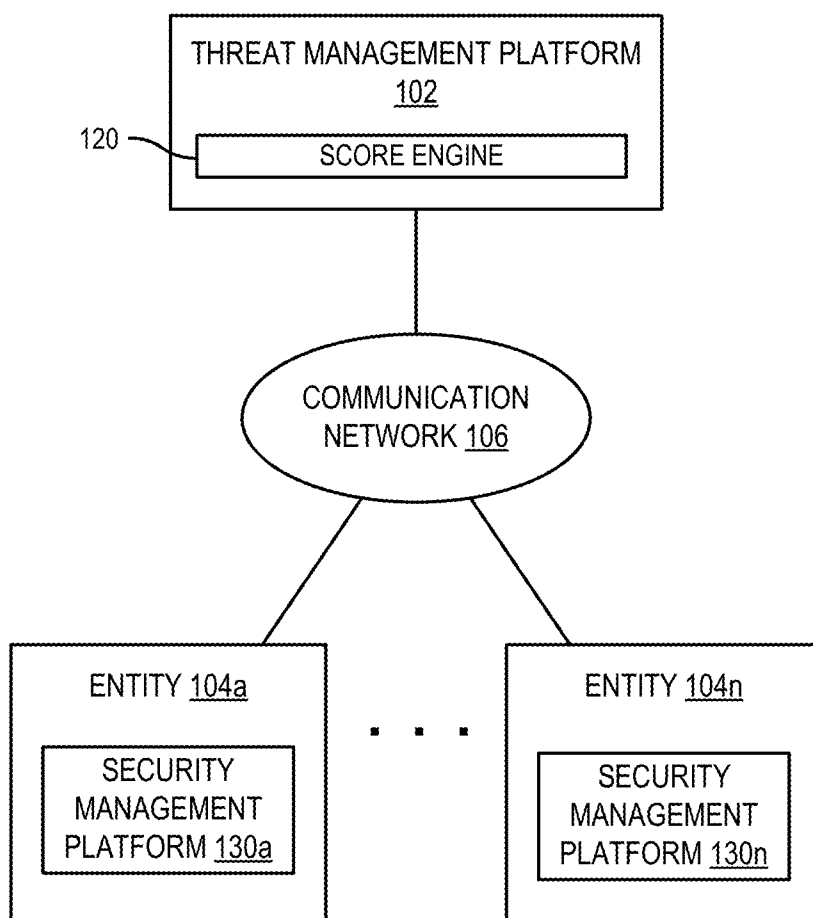 THREAT MANAGEMENT PLATFORM
102
120
SCORE ENGINE
COMMUNICATION
NETWORK 106
ENTITY 104a
SECURITY
MANAGEMENT
PLATFORM 130a
. . .
ENTITY 104n
SECURITY
MANAGEMENT
PLATFORM 130n